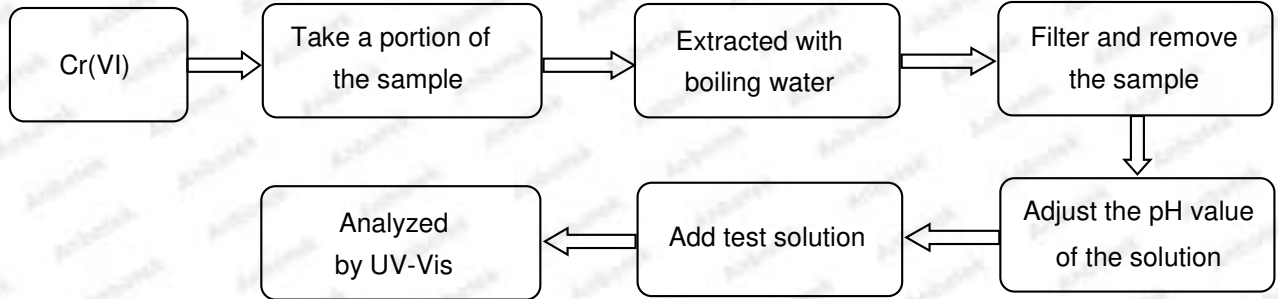 Cr(VI)
Take a portion of
the sample
Extracted with
boiling water
Filter and remove
the sample
Adjust the pH value
of the solution
Add test solution
Analyzed
by UV-Vis